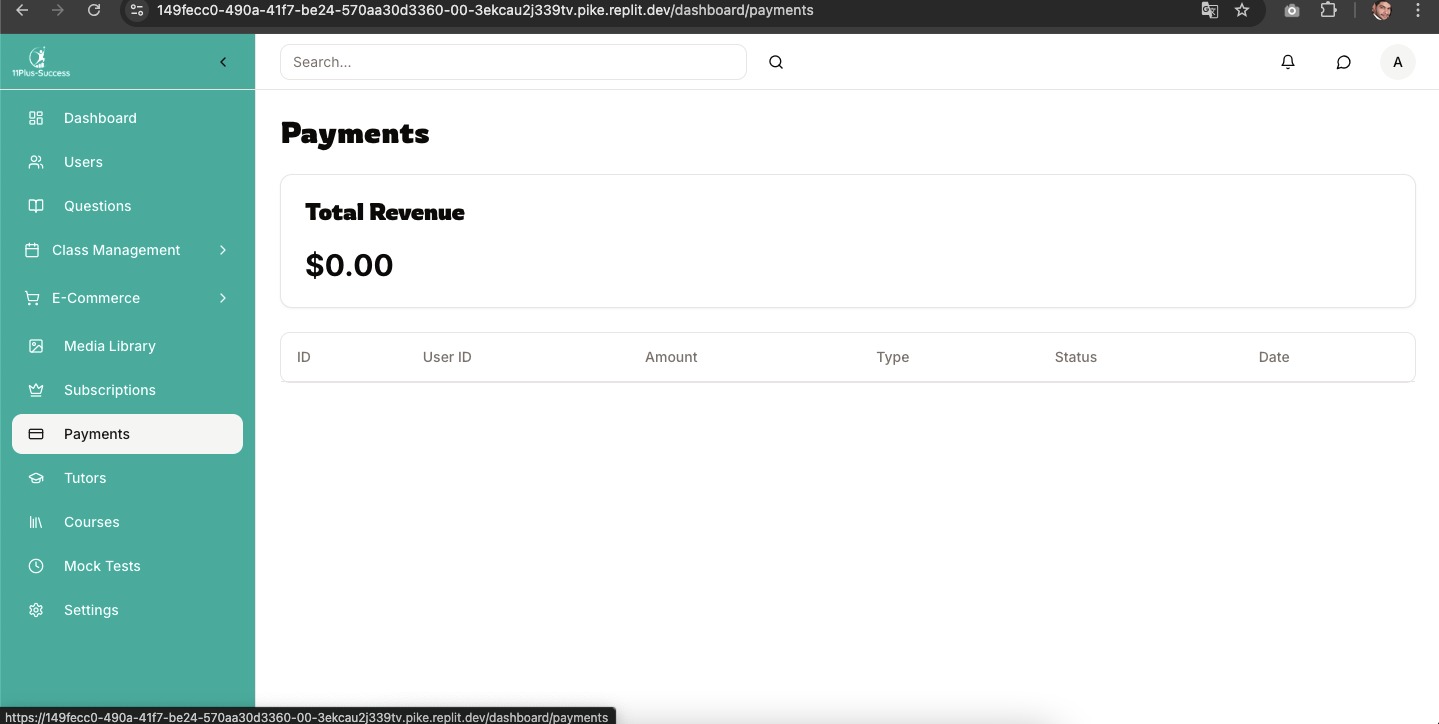 149fecc0-490a-41f7-be24-570aa30d3360-00-3ekcau2j339tv.pike.replit.dev/dashboard/payments
11Plus-Success
Search...
A
Dashboard
Users
Questions
Class Management
E-Commerce
Media Library
Subscriptions
Payments
Tutors
Courses
Mock Tests
Settings
Payments
Total Revenue
$0.00
ID User ID Amount Type Status Date
https://149fecc0-490a-41f7-be24-570aa30d3360-00-3ekcau2j339tv.pike.replit.dev/dashboard/payments